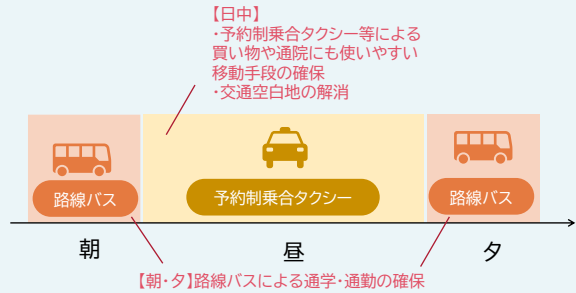 【日中】
・予約制乗合タクシー等による
買い物や通院にも使いやすい
移動手段の確保
・交通空白地の解消
路線バス
予約制乗合タクシー
路線バス
朝
昼
夕
【朝・夕】路線バスによる通学・通勤の確保